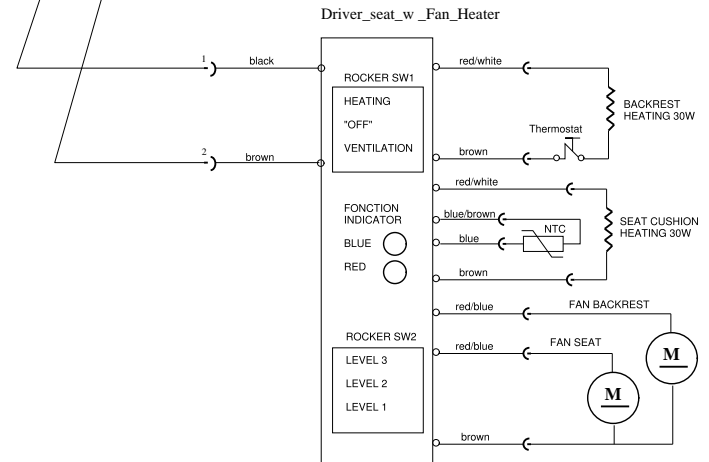 Driver_seat_w _Fan_Heater
1
black
red/white
ROCKER SW1
HEATING
"OFF"
VENTILATION
BACKREST
HEATING 30W
Thermostat
2
brown
brown
red/white
FONCTION
INDICATOR
BLUE
RED
blue/brown
NTC
blue
SEAT CUSHION
HEATING 30W
brown
red/blue
FAN BACKREST
ROCKER SW2
LEVEL 3
LEVEL 2
LEVEL 1
red/blue
FAN SEAT
M
M
brown